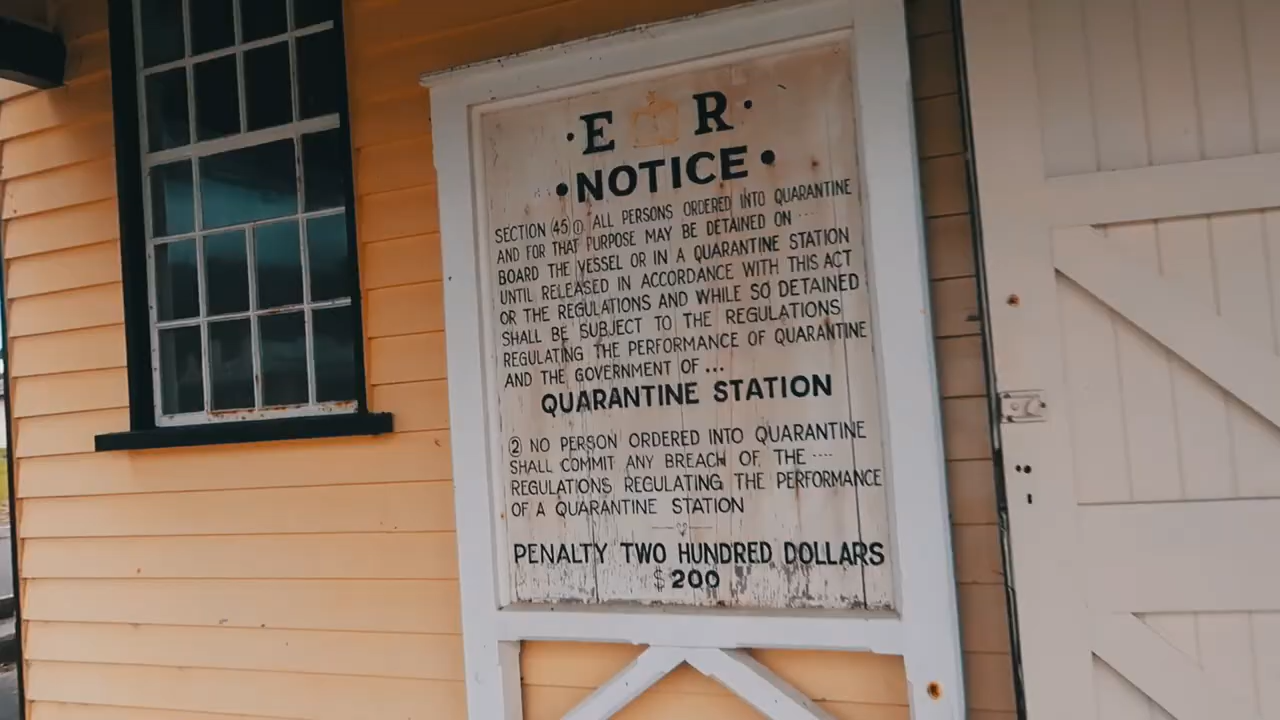 · E R ·
• NOTICE •
SECTION (45) ① ALL PERSONS ORDERED INTO QUARANTINE
AND FOR THAT PURPOSE MAY BE DETAINED ON ....
BOARD THE VESSEL OR IN A QUARANTINE STATION
UNTIL RELEASED IN ACCORDANCE WITH THIS ACT
OR THE REGULATIONS AND WHILE SO DETAINED
SHALL BE SUBJECT TO THE REGULATIONS
REGULATING THE PERFORMANCE OF QUARANTINE
AND THE GOVERNMENT OF ...
QUARANTINE STATION
② NO PERSON ORDERED INTO QUARANTINE
SHALL COMMIT ANY BREACH OF THE ....
REGULATIONS REGULATING THE PERFORMANCE
OF A QUARANTINE STATION
PENALTY TWO HUNDRED DOLLARS
$200